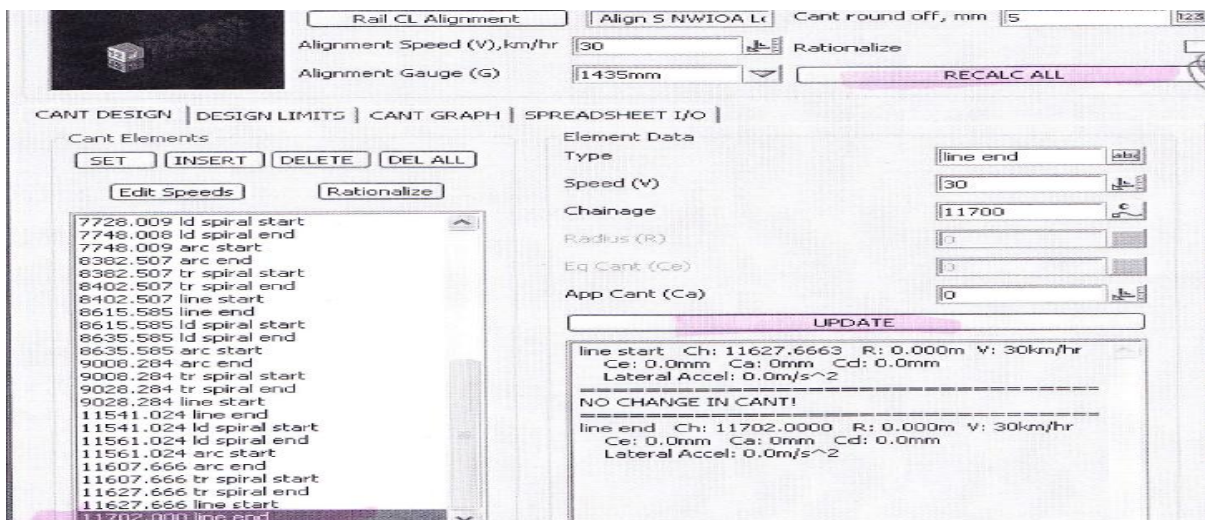 Rail CL Alignment Align S NWIOA Cant round off, mm 5 123
Alignment Speed (V),km/hr 30 Rationalize
Alignment Gauge (G) 1435mm RECALC ALL
CANT DESIGN DESIGN LIMITS CANT GRAPH SPREADSHEET I/O
Cant Elements
SET INSERT DELETE DEL ALL
Edit Speeds Rationalize
7728.009 ld spiral start
7748.008 ld spiral end
7748.009 arc start
8382.507 arc end
8382.507 tr spiral start
8402.507 tr spiral end
8402.507 line start
8615.585 line end
8615.585 ld spiral start
8635.585 ld spiral end
8635.585 arc start
9008.284 arc end
9008.284 tr spiral start
9028.284 tr spiral end
9028.284 line start
11541.024 line end
11541.024 ld spiral start
11561.024 ld spiral end
11561.024 arc start
11607.666 arc end
11607.666 tr spiral start
11627.666 tr spiral end
11627.666 line start
11702.000 line end
Element Data
Type line end abc
Speed (V) 30
Chainage 11700
Radius (R) 0
Eq Cant (Ce) 0
App Cant (Ca) 0
UPDATE
line start Ch: 11627.6663 R: 0.000m V: 30km/hr
Ce: 0.0mm Ca: 0mm Cd: 0.0mm
Lateral Accel: 0.0m/s^2
NO CHANGE IN CANT!
line end Ch: 11702.0000 R: 0.000m V: 30km/hr
Ce: 0.0mm Ca: 0mm Cd: 0.0mm
Lateral Accel: 0.0m/s^2